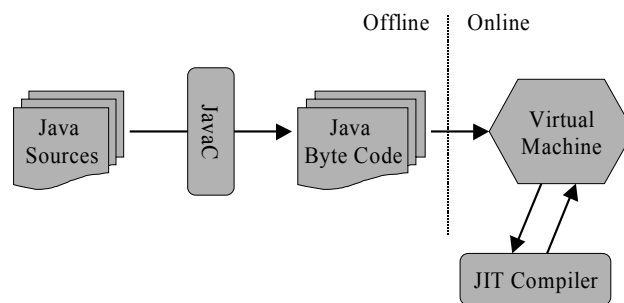 Offline
Online
Java
Sources
JavaC
Java
Byte Code
Virtual
Machine
JIT Compiler